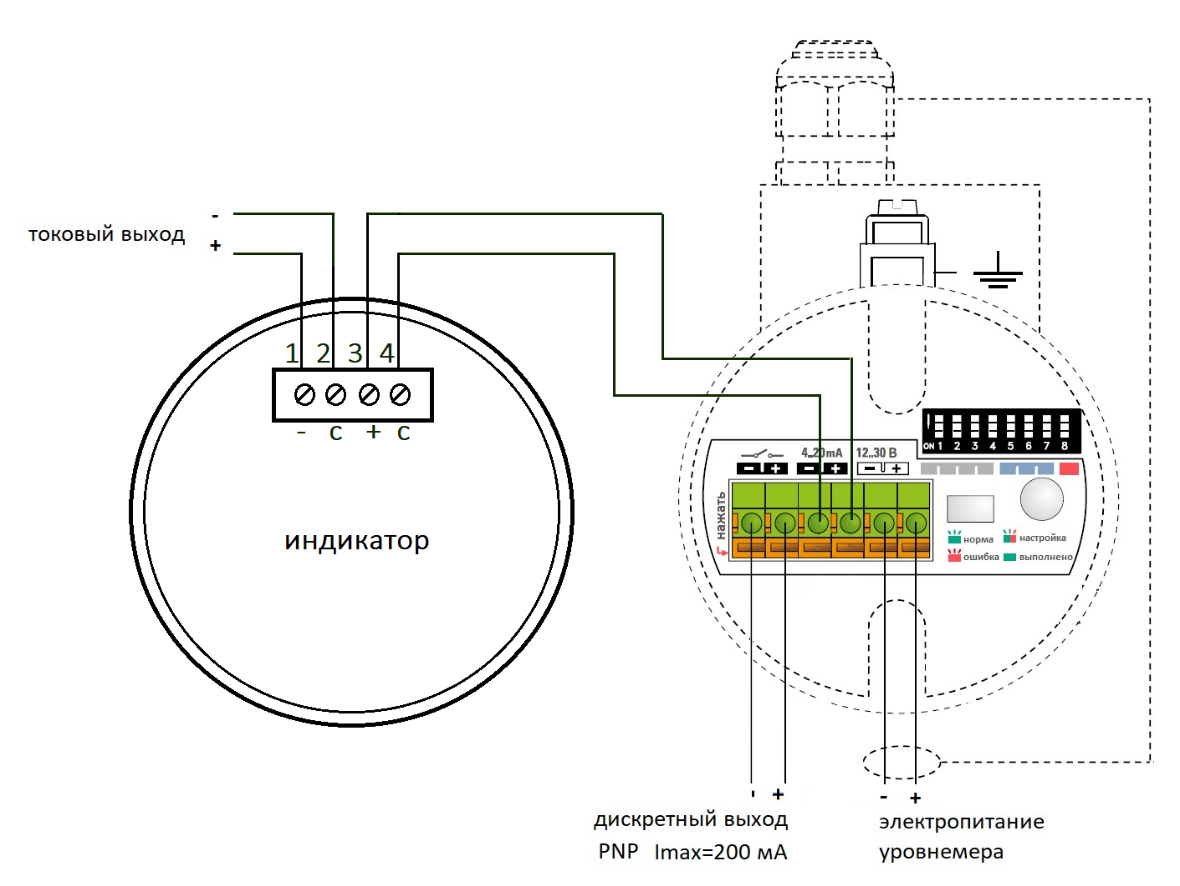 -
токовый выход
+
1 2 3 4
- c + c
индикатор
ON 1 2 3 4 5 6 7 8
4..20mA 12..30 В
- + - + - +
нажать
норма настройка
ошибка выполнено
- + - +
дискретный выход
PNP Imax=200 мА
электропитание
уровнемера